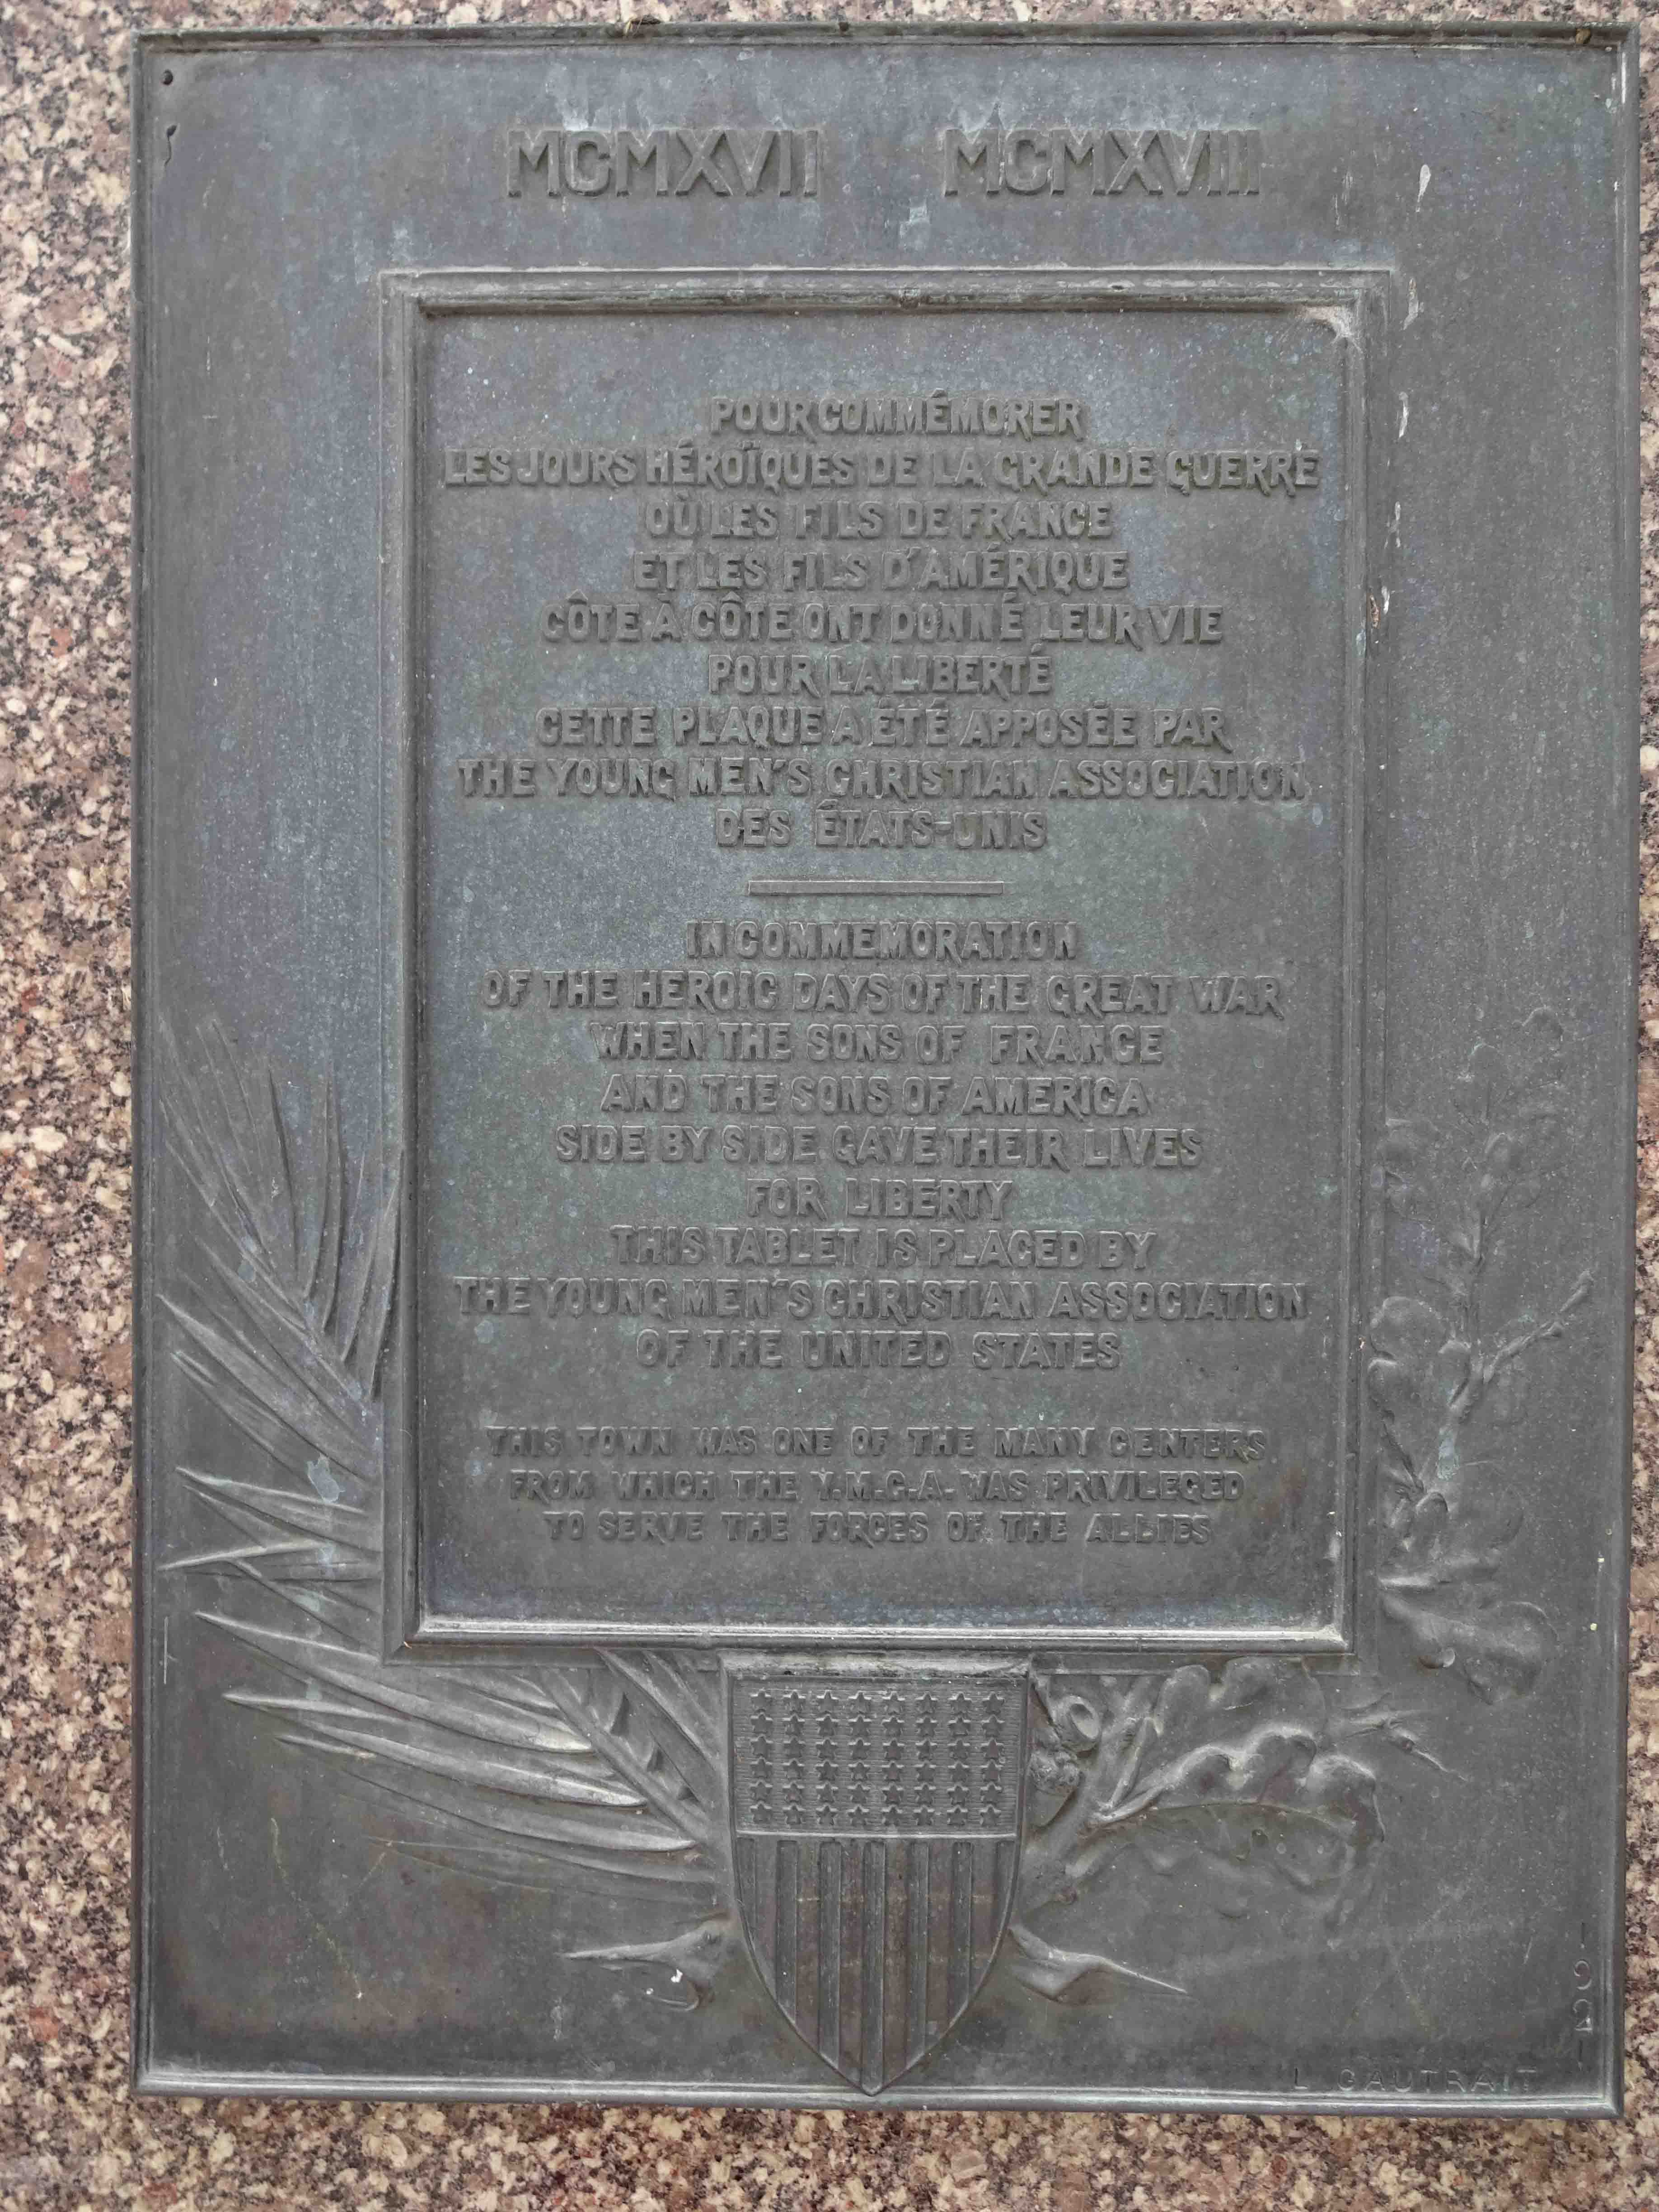 MCMXVII MCMXVIII
POUR COMMÉMORER
LES JOURS HÉROÏQUES DE LA GRANDE GUERRE
OÙ LES FILS DE FRANCE
ET LES FILS D'AMÉRIQUE
CÔTE À CÔTE ONT DONNÉ LEUR VIE
POUR LA LIBERTÉ
CETTE PLAQUE A ÉTÉ APPOSÉE PAR
THE YOUNG MEN'S CHRISTIAN ASSOCIATION
DES ÉTATS-UNIS
IN COMMEMORATION
OF THE HEROIC DAYS OF THE GREAT WAR
WHEN THE SONS OF FRANCE
AND THE SONS OF AMERICA
SIDE BY SIDE GAVE THEIR LIVES
FOR LIBERTY
THIS TABLET IS PLACED BY
THE YOUNG MEN'S CHRISTIAN ASSOCIATION
OF THE UNITED STATES
THIS TOWN WAS ONE OF THE MANY CENTERS
FROM WHICH THE Y.M.C.A. WAS PRIVILEGED
TO SERVE THE FORCES OF THE ALLIES
1921
L GAUTRAIT